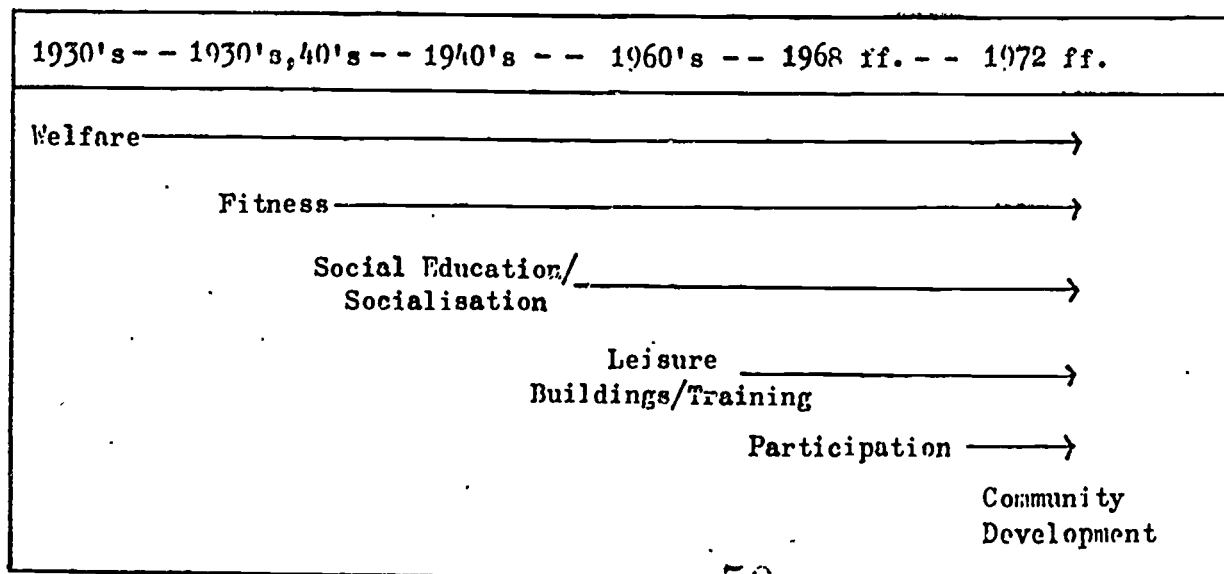 1930's -- 1930's,40's -- 1940's -- 1960's -- 1968 ff. -- 1972 ff.
Welfare
Fitness
Social Education/
Socialisation
Leisure
Buildings/Training
Participation
Community
Development